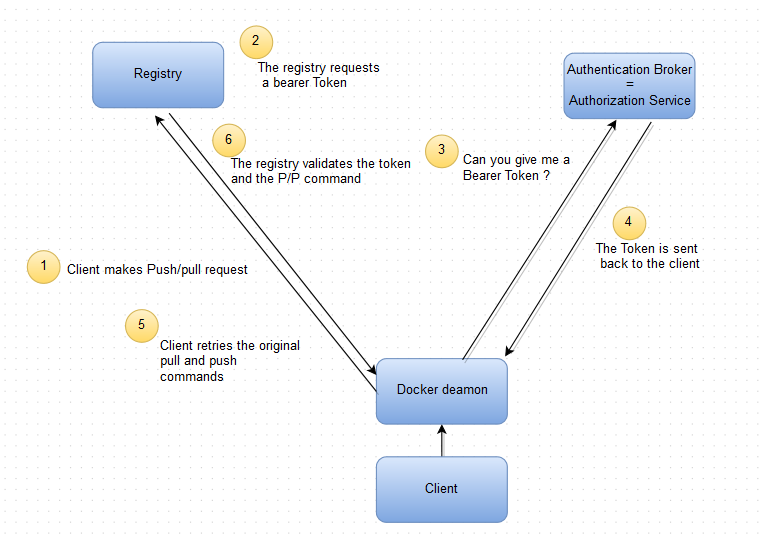 Registry
2
The registry requests
a bearer Token
Authentication Broker
=
Authorization Service
6
The registry validates the token
and the P/P command
3
Can you give me a
Bearer Token ?
4
The Token is sent
back to the client
1
Client makes Push/pull request
5
Client retries the original
pull and push
commands
Docker deamon
Client